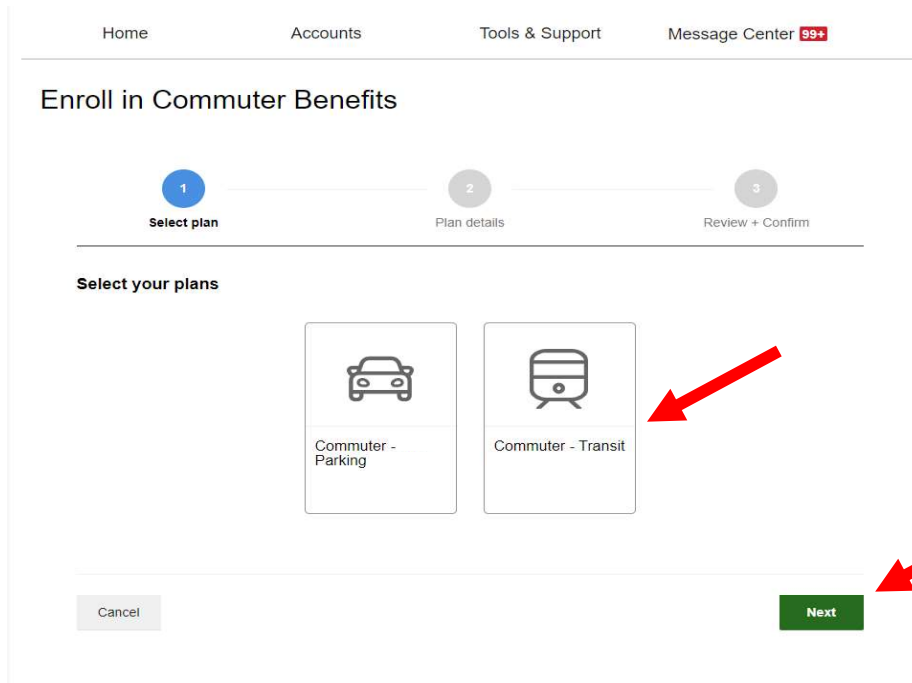 Home Accounts Tools & Support Message Center 99+
Enroll in Commuter Benefits
1 2 3
Select plan Plan details Review + Confirm
Select your plans
Commuter - Parking
Commuter - Transit
Cancel Next